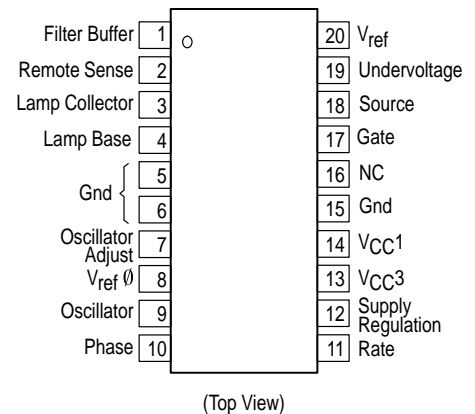 Filter Buffer 1
Remote Sense 2
Lamp Collector 3
Lamp Base 4
Gnd
5
6
Oscillator
Adjust 7
Vref ∅ 8
Oscillator 9
Phase 10
20 Vref
19 Undervoltage
18 Source
17 Gate
16 NC
15 Gnd
14 VCC1
13 VCC3
12 Supply
Regulation
11 Rate
(Top View)